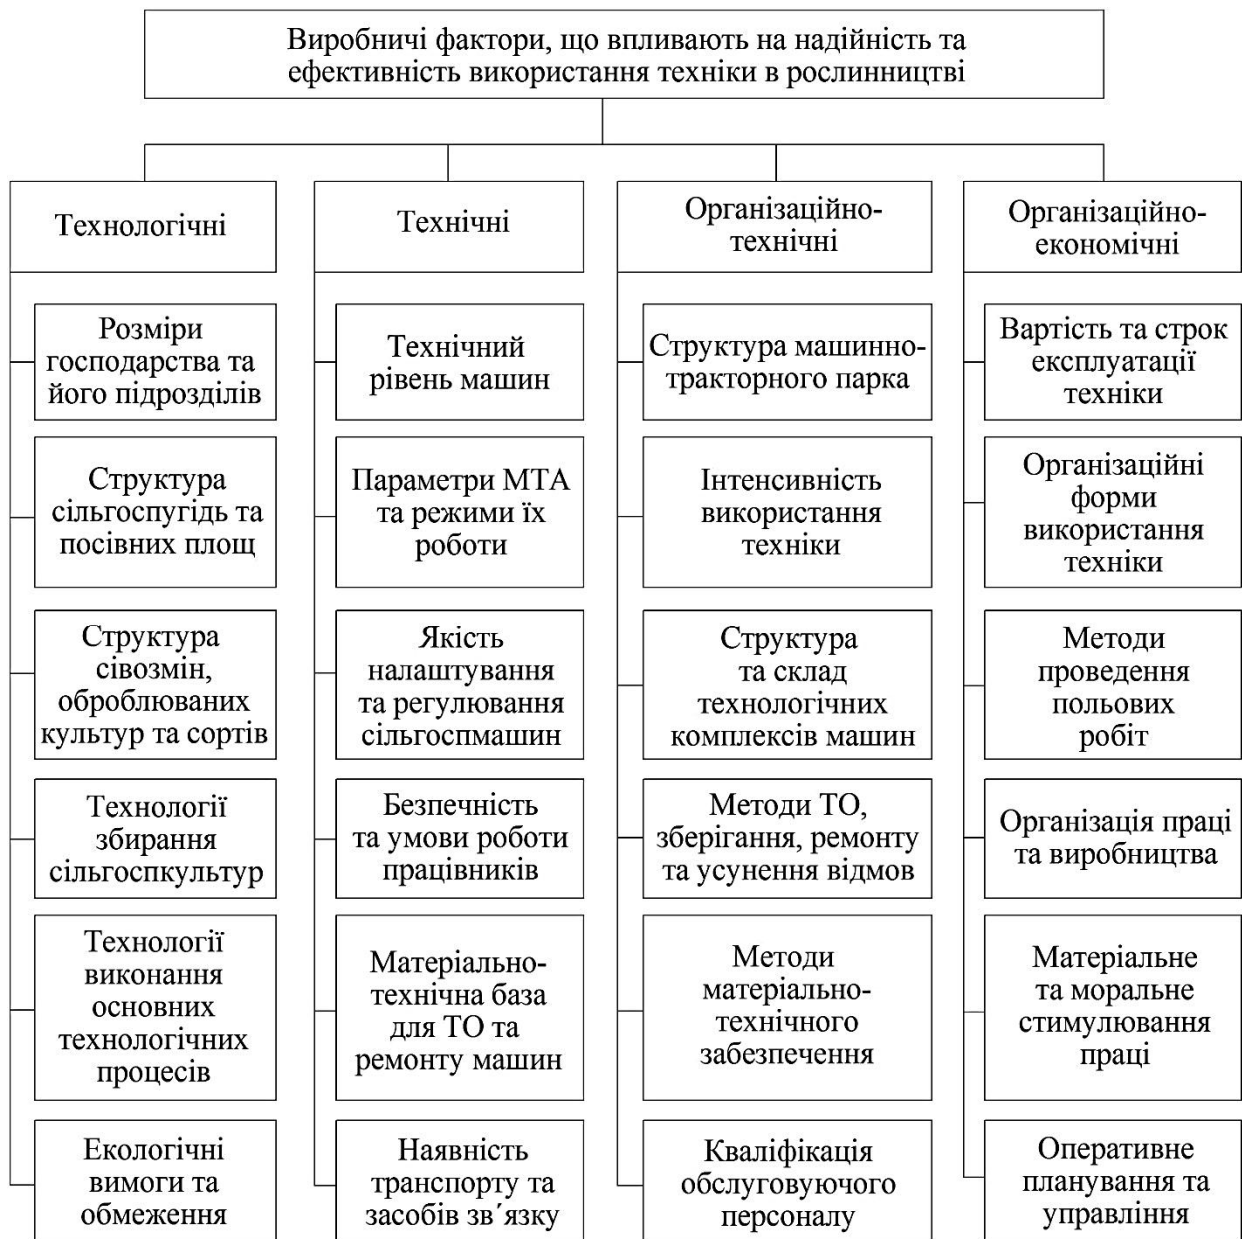 Виробничі фактори, що впливають на надійність та
ефективність використання техніки в рослинництві
Технологічні
Розміри
господарства та
його підрозділів
Структура
сільгоспугідь та
посівних площ
Структура
сівозмін,
оброблюваних
культур та сортів
Технології
збирання
сільгоспкультур
Технології
виконання
основних
технологічних
процесів
Екологічні
вимоги та
обмеження
Технічні
Технічний
рівень машин
Параметри МТА
та режими їх
роботи
Якість
налаштування
та регулювання
сільгоспмашин
Безпечність
та умови роботи
працівників
Матеріально-
технічна база
для ТО та
ремонту машин
Наявність
транспорту та
засобів зв´язку
Організаційно-
технічні
Структура машинно-
тракторного парка
Інтенсивність
використання
техніки
Структура
та склад
технологічних
комплексів машин
Методи ТО,
зберігання, ремонту
та усунення відмов
Методи
матеріально-
технічного
забезпечення
Кваліфікація
обслуговуючого
персоналу
Організаційно-
економічні
Вартість та строк
експлуатації
техніки
Організаційні
форми
використання
техніки
Методи
проведення
польових
робіт
Організація праці
та виробництва
Матеріальне
та моральне
стимулювання
праці
Оперативне
планування та
управління